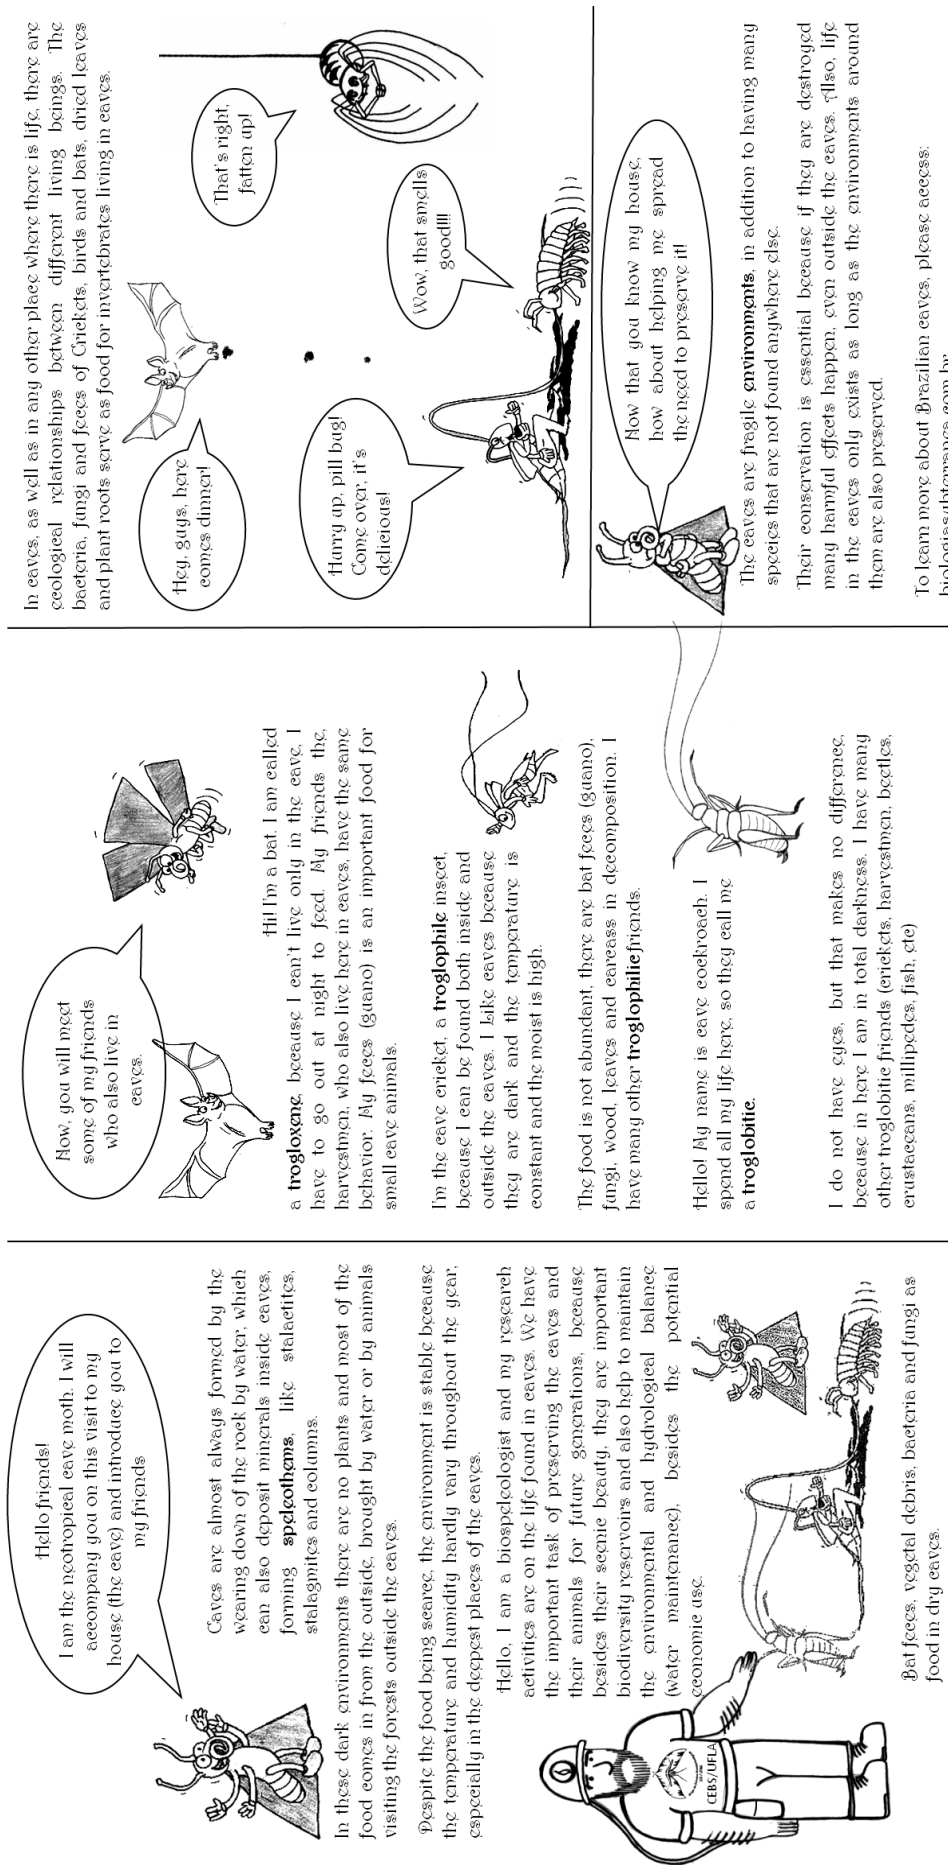 Hello friends!
I am the neotropical cave moth. I will
accompany you on this visit to my
house (the cave) and introduce you to
my friends
Caves are almost always formed by the
wearing down of the rock by water, which
can also deposit minerals inside caves,
forming speleothems, like stalactites,
stalagmites and columns.
In these dark environments there are no plants and most of the
food comes in from the outside, brought by water or by animals
visiting the forests outside the caves.
Despite the food being scarce, the environment is stable because
the temperature and humidity hardly vary throughout the year,
especially in the deepest places of the caves.
Hello, I am a biospeleologist and my research
activities are on the life found in caves. We have
the important task of preserving the caves and
their animals for future generations, because
besides their scenic beauty, they are important
biodiversity reservoirs and also help to maintain
the environmental and hydrological balance
(water maintenance), besides the potential
economic use.
CEBS/UFLA
Bat feces, vegetal debris, bacteria and fungi as
food in dry caves.
Now, you will meet
some of my friends
who also live in
caves.
Hi! I'm a bat. I am called
a trogloxene, because I can't live only in the cave, I
have to go out at night to feed. My friends the,
harvestmen, who also live here in caves, have the same
behavior. My feces (guano) is an important food for
small cave animals.
I'm the cave cricket, a troglophile insect,
because I can be found both inside and
outside the caves. I Like caves because
they are dark and the temperature is
constant and the moist is high.
The food is not abundant, there are bat feces (guano),
fungi, wood, leaves and carcass in decomposition. I
have many other troglophilie friends.
Hello! My name is cave cockroach. I
spend all my life here, so they call me
a troglobitic.
I do not have eyes, but that makes no difference,
because in here I am in total darkness. I have many
other troglobitic friends (crickets, harvestmen, beetles,
crustaceans, millipedes, fish, etc)
In caves, as well as in any other place where there is life, there are
ecological relationships between different living beings. The
bacteria, fungi and feces of Crickets, birds and bats, dried leaves
and plant roots serve as food for invertebrates living in caves.
Hey, guys, here
comes dinner!
That's right,
fatten up!
Hurry up, pill bug!
Come over, it's
delicious!
Wow, that smells
good!!!
Now that you know my house,
how about helping me spread
the need to preserve it!
The caves are fragile environments, in addition to having many
species that are not found anywhere else.
Their conservation is essential because if they are destroyed
many harmful effects happen, even outside the caves. Also, life
in the caves only exists as long as the environments around
them are also preserved.
To learn more about Brazilian caves, please access: